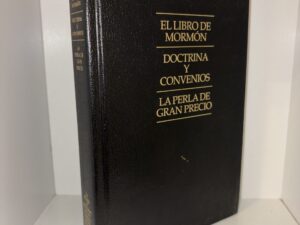 EL LIBRO DE
MORMÓN
DOCTRINA
Y
CONVENIOS
LA PERLA DE
GRAN PRECIO